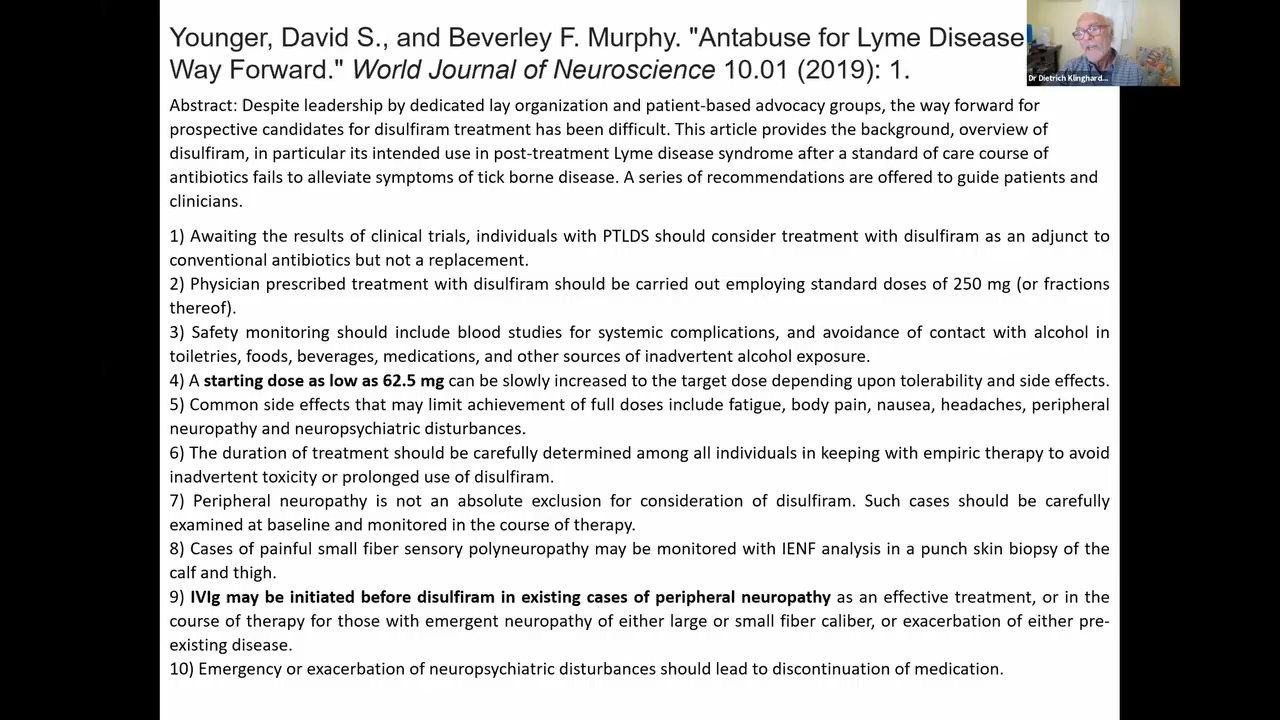 Younger, David S., and Beverley F. Murphy. "Antabuse for Lyme Disease
Way Forward." World Journal of Neuroscience 10.01 (2019): 1.
Dr Dietrich Klinghard...
Abstract: Despite leadership by dedicated lay organization and patient-based advocacy groups, the way forward for
prospective candidates for disulfiram treatment has been difficult. This article provides the background, overview of
disulfiram, in particular its intended use in post-treatment Lyme disease syndrome after a standard of care course of
antibiotics fails to alleviate symptoms of tick borne disease. A series of recommendations are offered to guide patients and
clinicians.
1) Awaiting the results of clinical trials, individuals with PTLDS should consider treatment with disulfiram as an adjunct to
conventional antibiotics but not a replacement.
2) Physician prescribed treatment with disulfiram should be carried out employing standard doses of 250 mg (or fractions
thereof).
3) Safety monitoring should include blood studies for systemic complications, and avoidance of contact with alcohol in
toiletries, foods, beverages, medications, and other sources of inadvertent alcohol exposure.
4) A starting dose as low as 62.5 mg can be slowly increased to the target dose depending upon tolerability and side effects.
5) Common side effects that may limit achievement of full doses include fatigue, body pain, nausea, headaches, peripheral
neuropathy and neuropsychiatric disturbances.
6) The duration of treatment should be carefully determined among all individuals in keeping with empiric therapy to avoid
inadvertent toxicity or prolonged use of disulfiram.
7) Peripheral neuropathy is not an absolute exclusion for consideration of disulfiram. Such cases should be carefully
examined at baseline and monitored in the course of therapy.
8) Cases of painful small fiber sensory polyneuropathy may be monitored with IENF analysis in a punch skin biopsy of the
calf and thigh.
9) IVIg may be initiated before disulfiram in existing cases of peripheral neuropathy as an effective treatment, or in the
course of therapy for those with emergent neuropathy of either large or small fiber caliber, or exacerbation of either pre-
existing disease.
10) Emergency or exacerbation of neuropsychiatric disturbances should lead to discontinuation of medication.